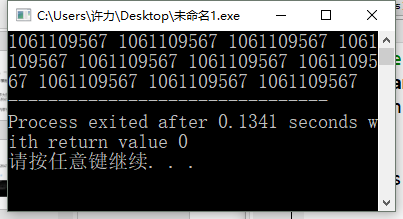 C:\Users\许力\Desktop\未命名1.exe
1061109567 1061109567 1061109567 1061
109567 1061109567 1061109567 10611095
67 1061109567 1061109567 1061109567
--------------------------------
Process exited after 0.1341 seconds w
ith return value 0
请按任意键继续. . .